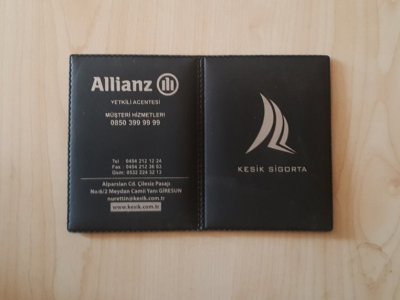 Allianz
YETKİLİ ACENTESİ
MÜŞTERİ HİZMETLERİ
0850 399 99 99
Tel : 0454 212 12 24
Fax : 0454 212 36 63
Gsm : 0532 324 32 13
Alparslan Cd. Çilesiz Pasajı
No:6/2 Meydan Camii Yanı GİRESUN
nurettin@kesik.com.tr
www.kesik.com.tr
KESİK SİGORTA